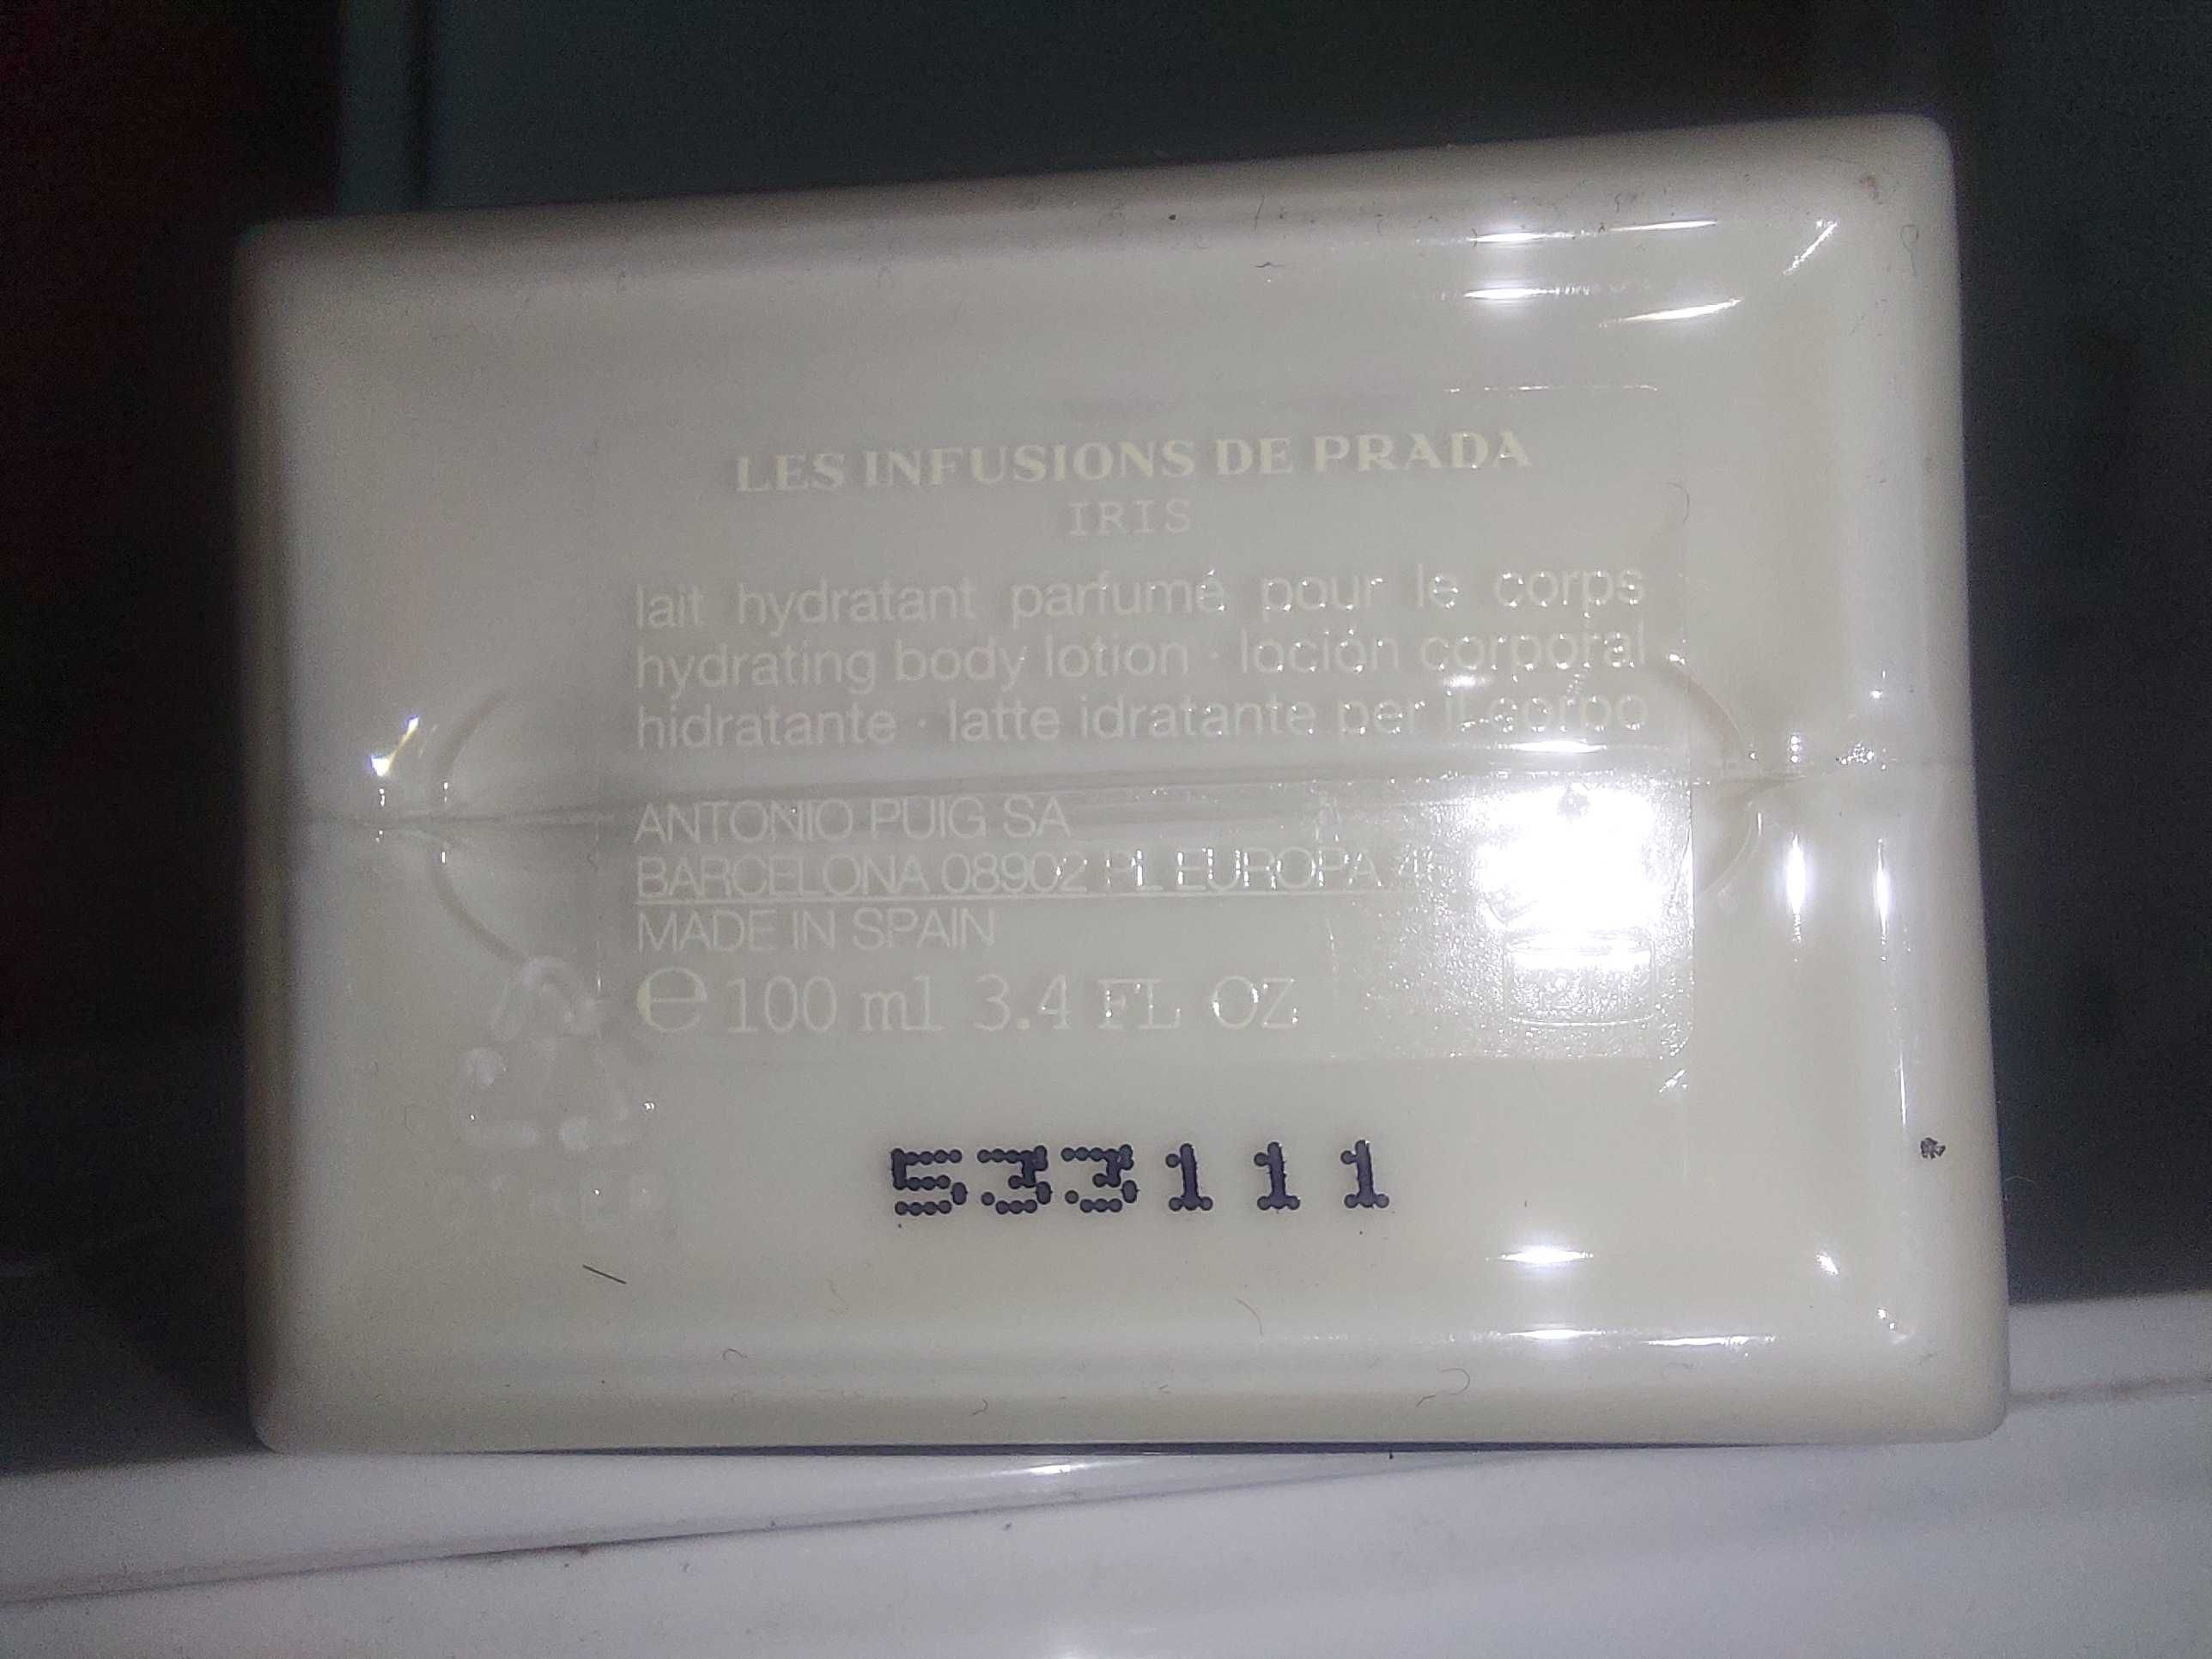 LES INFUSIONS DE PRADA
IRIS
lait hydratant parfumé pour le corps
hydrating body lotion · loción corporal
hidratante · latte idratante per il corpo
ANTONIO PUIG SA
BARCELONA 08902 PL EUROPA
MADE IN SPAIN
℮ 100 ml 3.4 FL OZ
12M
533111